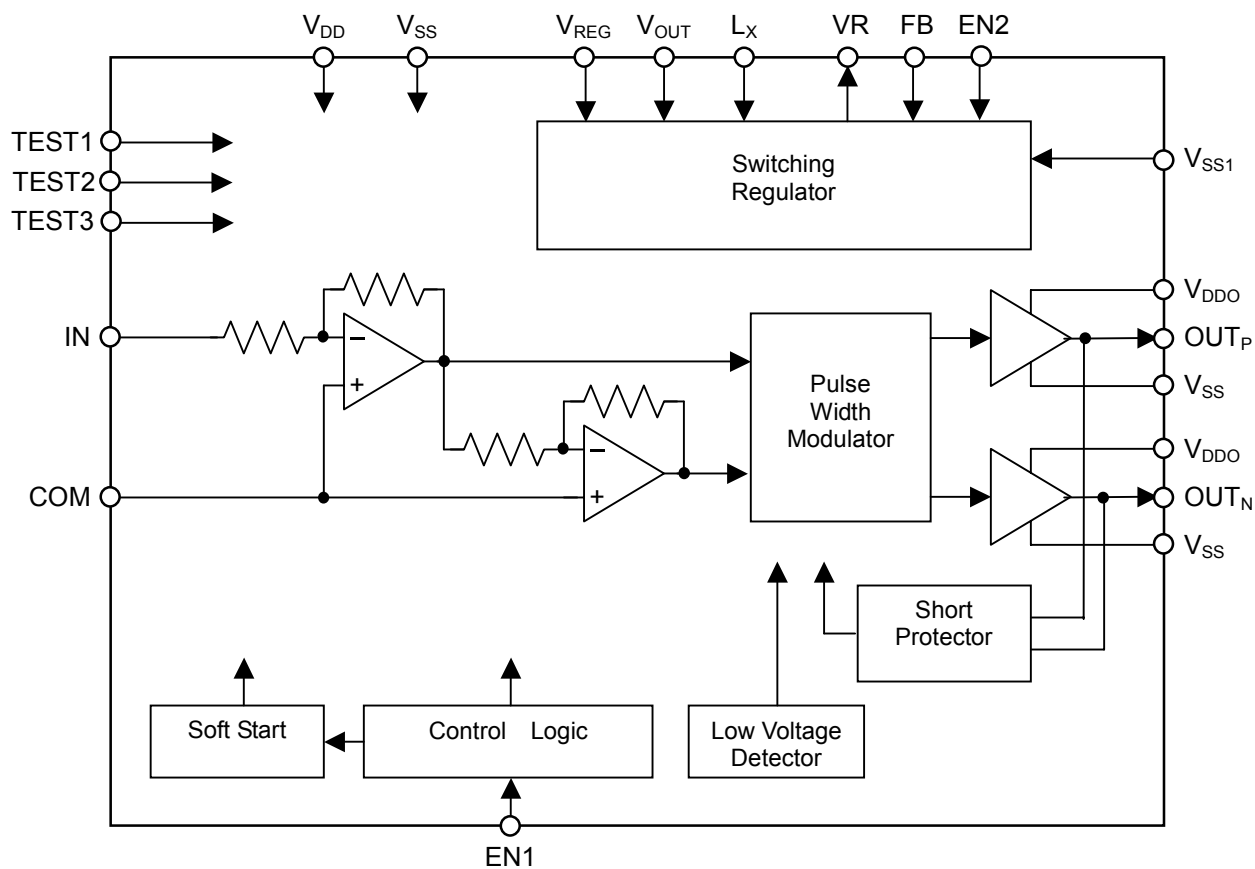 VDD VSS VREG VOUT LX VR FB EN2
TEST1
TEST2
TEST3
Switching
Regulator
VSS1
IN
COM
−
+
−
+
Pulse
Width
Modulator
VDDO
OUTP
VSS
VDDO
OUTN
VSS
Short
Protector
Soft Start
Control Logic
Low Voltage
Detector
EN1